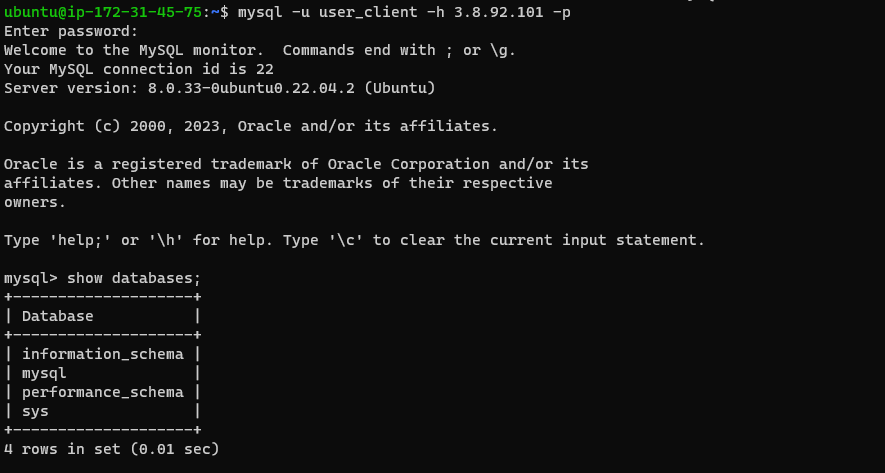 ubuntu@ip-172-31-45-75:~$ mysql -u user_client -h 3.8.92.101 -p
Enter password:
Welcome to the MySQL monitor.  Commands end with ; or \g.
Your MySQL connection id is 22
Server version: 8.0.33-0ubuntu0.22.04.2 (Ubuntu)

Copyright (c) 2000, 2023, Oracle and/or its affiliates.

Oracle is a registered trademark of Oracle Corporation and/or its
affiliates. Other names may be trademarks of their respective
owners.

Type 'help;' or '\h' for help. Type '\c' to clear the current input statement.

mysql> show databases;
+--------------------+
| Database           |
+--------------------+
| information_schema |
| mysql              |
| performance_schema |
| sys                |
+--------------------+
4 rows in set (0.01 sec)